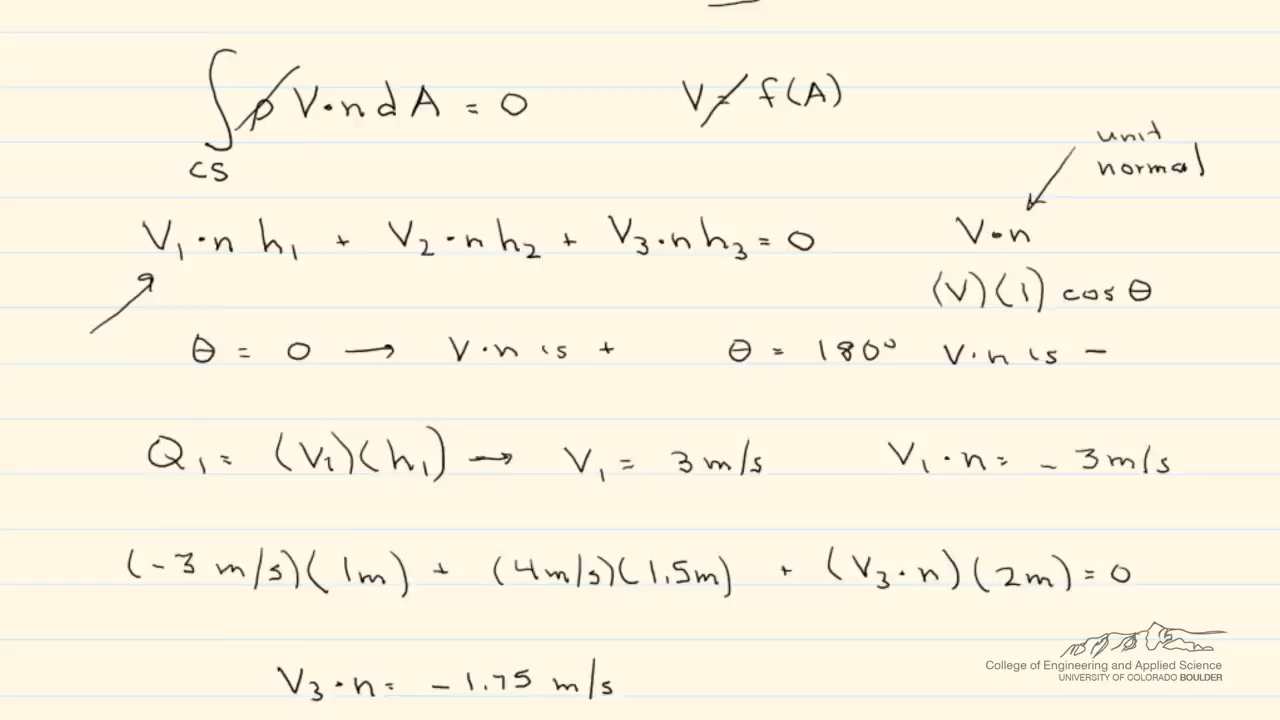 ∫ ρ V·n dA = 0    V = f(A)
CS
unit
normal
V₁·n h₁ + V₂·n h₂ + V₃·n h₃ = 0    V·n
(V)(1) cos θ
θ = 0 → V·n is +    θ = 180° V·n is −
Q₁ = (V₁)(h₁) → V₁ = 3 m/s    V₁·n = - 3 m/s
(-3 m/s)(1m) + (4m/s)(1.5m) + (V₃·n)(2m) = 0
V₃·n = -1.75 m/s
College of Engineering and Applied Science
UNIVERSITY OF COLORADO BOULDER